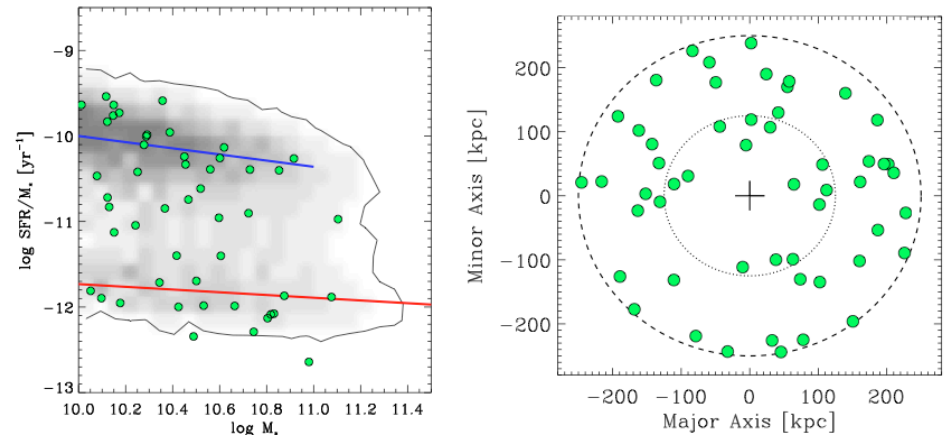 -9
-10
-11
-12
-13
log SFR/M* [yr⁻¹]
10.0 10.2 10.4 10.6 10.8 11.0 11.2 11.4
log M*
200
100
0
-100
-200
Minor Axis [kpc]
-200 -100 0 100 200
Major Axis [kpc]